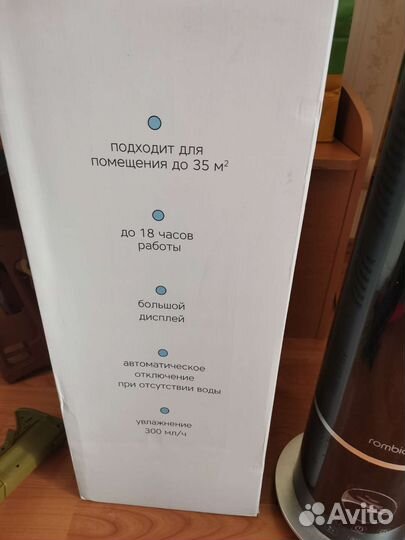 подходит для
помещения до 35 м²
до 18 часов
работы
большой
дисплей
автоматическое
отключение
при отсутствии воды
увлажнение
300 мл/ч
Avito